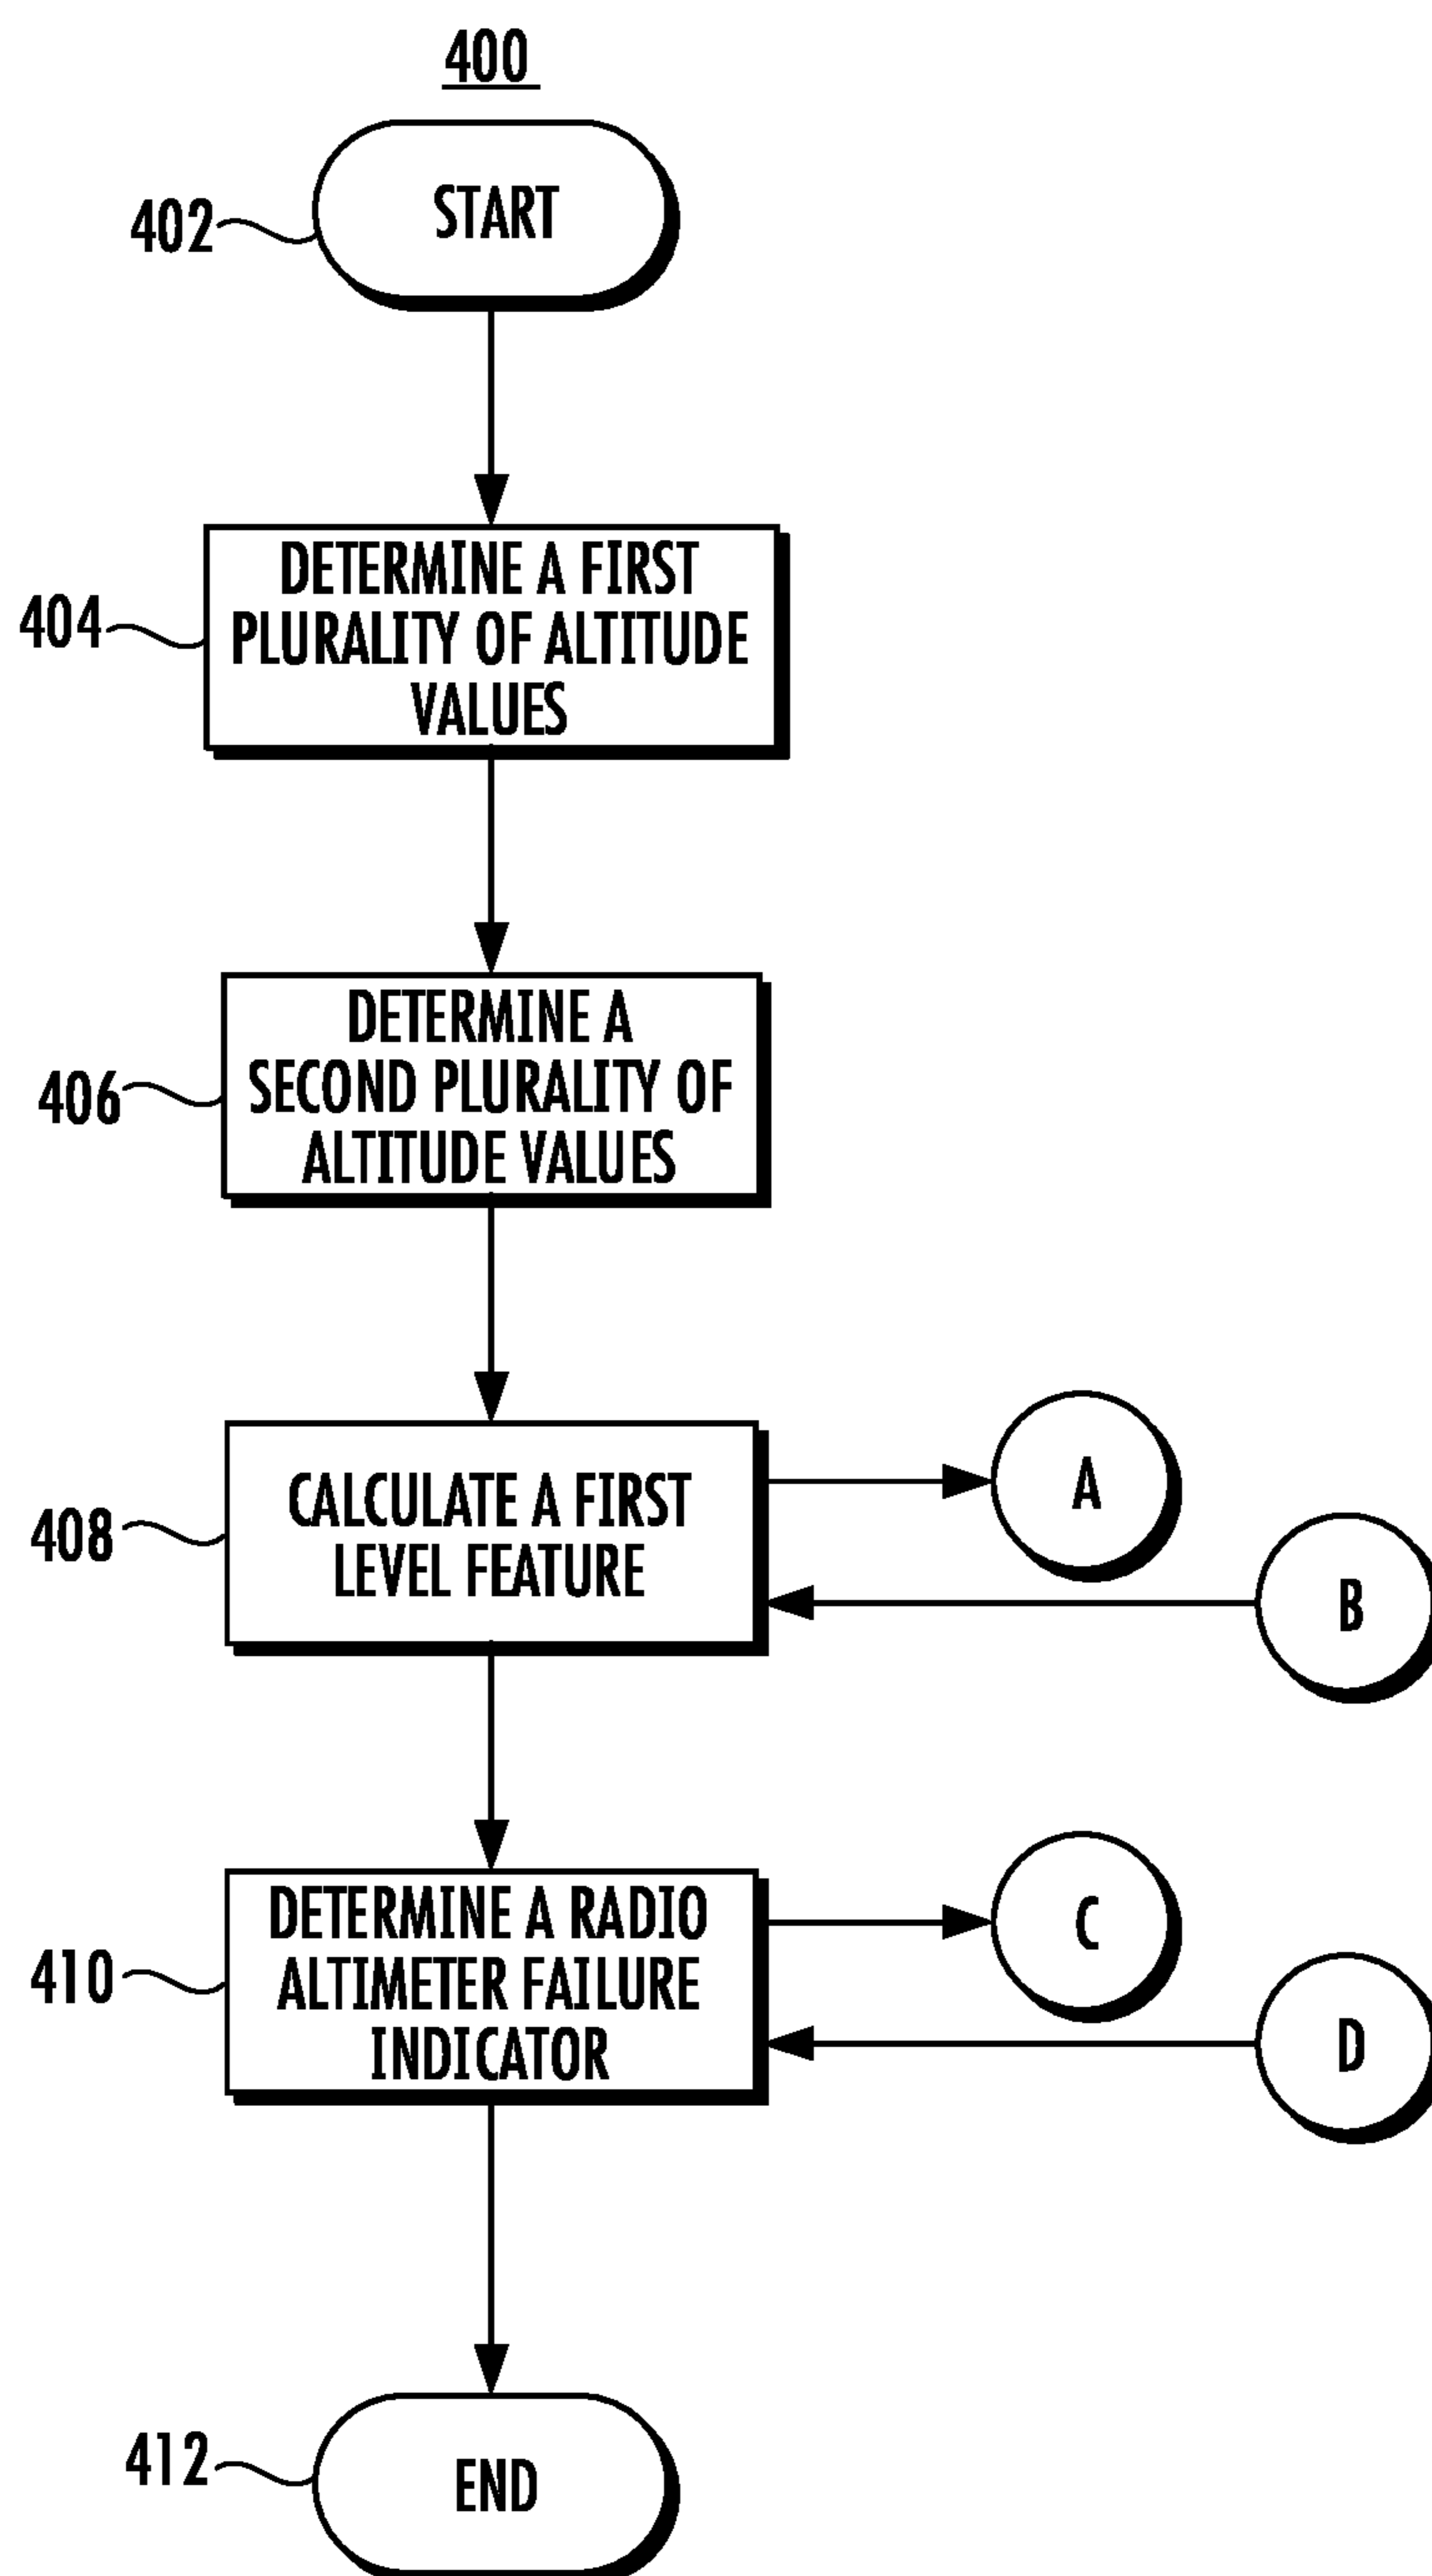 400
402
START
404
DETERMINE A FIRST
PLURALITY OF ALTITUDE
VALUES
406
DETERMINE A
SECOND PLURALITY OF
ALTITUDE VALUES
408
CALCULATE A FIRST
LEVEL FEATURE
A
B
410
DETERMINE A RADIO
ALTIMETER FAILURE
INDICATOR
C
D
412
END